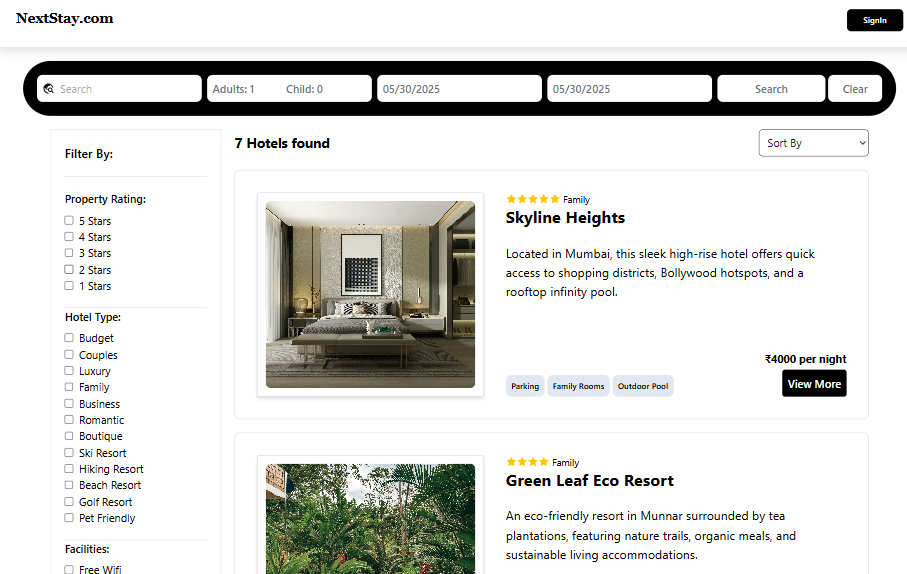 NextStay.com
SignIn
Search
Adults: 1 Child: 0
05/30/2025
05/30/2025
Search
Clear
Filter By:
Property Rating:
5 Stars
4 Stars
3 Stars
2 Stars
1 Stars
Hotel Type:
Budget
Couples
Luxury
Family
Business
Romantic
Boutique
Ski Resort
Hiking Resort
Beach Resort
Golf Resort
Pet Friendly
Facilities:
Free Wifi
7 Hotels found
Sort By
Family
Skyline Heights
Located in Mumbai, this sleek high-rise hotel offers quick
access to shopping districts, Bollywood hotspots, and a
rooftop infinity pool.
₹4000 per night
Parking
Family Rooms
Outdoor Pool
View More
Family
Green Leaf Eco Resort
An eco-friendly resort in Munnar surrounded by tea
plantations, featuring nature trails, organic meals, and
sustainable living accommodations.